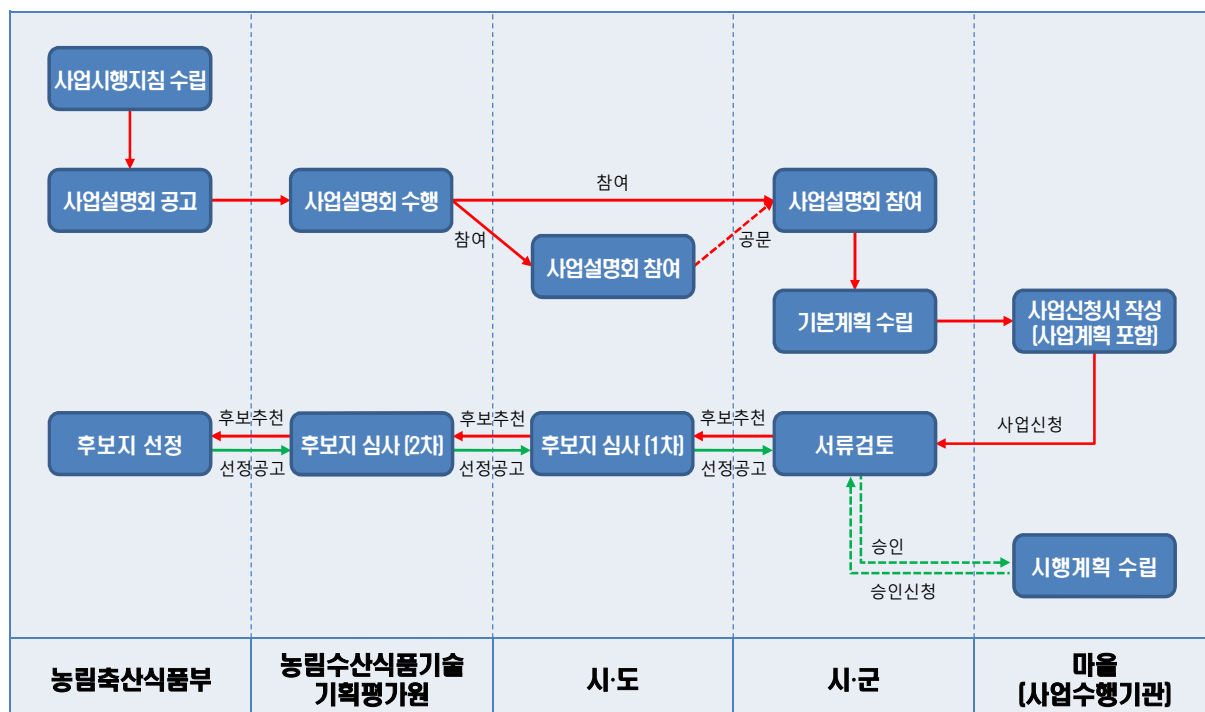 사업시행지침 수립
사업설명회 공고
사업설명회 수행
참여
사업설명회 참여
참여
사업설명회 참여
공문
기본계획 수립
사업신청서 작성
(사업계획 포함)
사업신청
후보지 선정
후보추천
선정공고
후보지 심사 (2차)
후보추천
선정공고
후보지 심사 (1차)
후보추천
선정공고
서류검토
승인
승인신청
시행계획 수립
농림축산식품부
농림수산식품기술
기획평가원
시·도
시·군
마을
(사업수행기관)